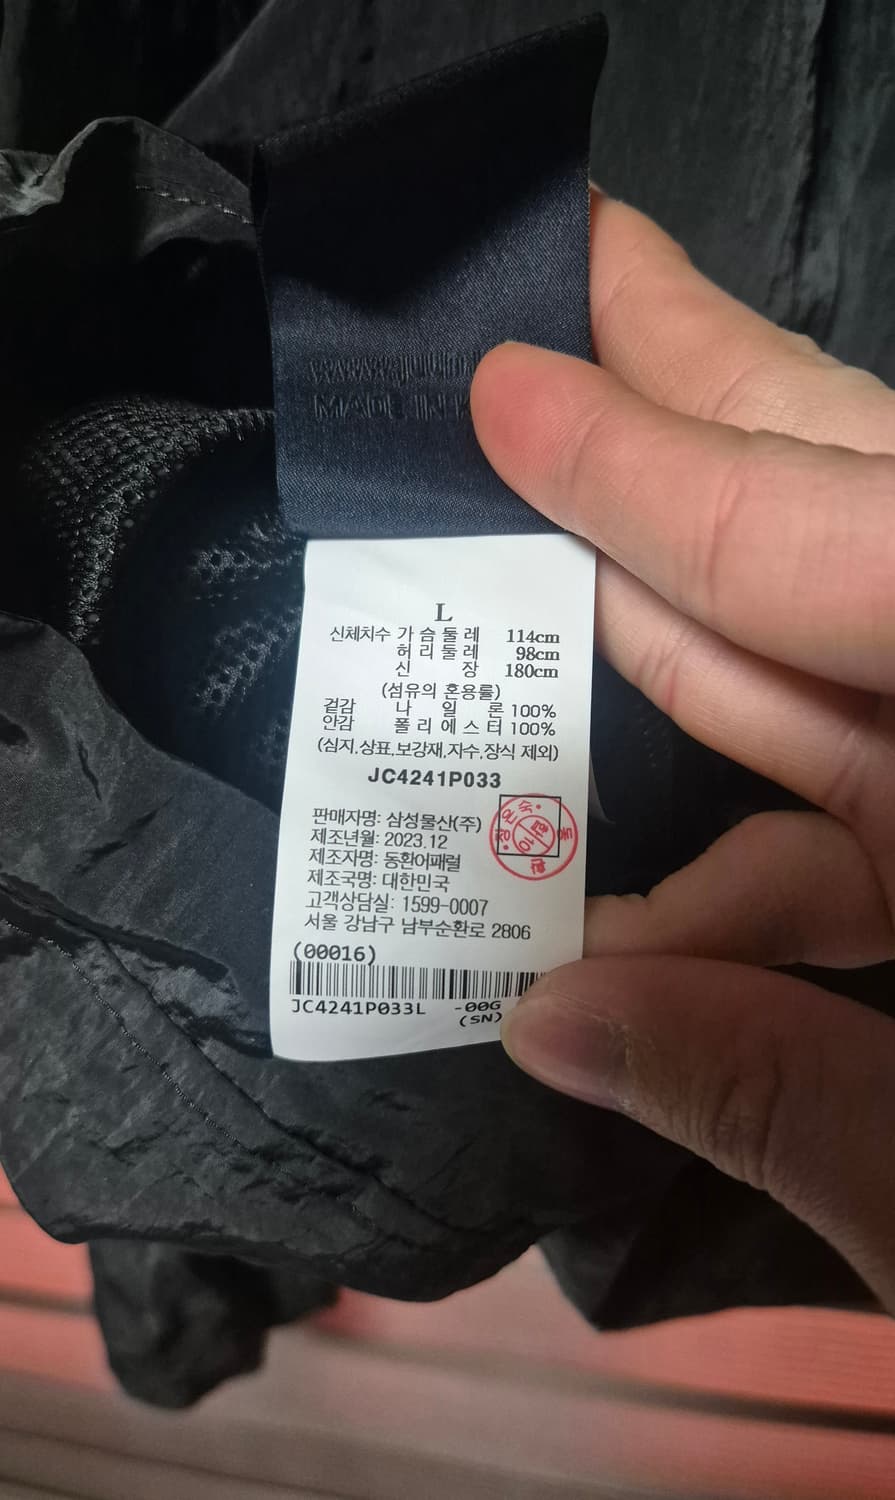 MADE IN
L
신체치수 가슴둘레 114cm
허리둘레 98cm
신 장 180cm
(섬유의 혼용률)
겉감 나 일 론 100%
안감 폴리에스터 100%
(심지,상표,보강재,자수,장식 제외)
JC4241P033
판매자명: 삼성물산(주)
제조년월: 2023.12
제조자명: 동환어패럴
제조국명: 대한민국
고객상담실: 1599-0007
서울 강남구 남부순환로 2806
(00016)
JC4241P033L -00G
(SN)